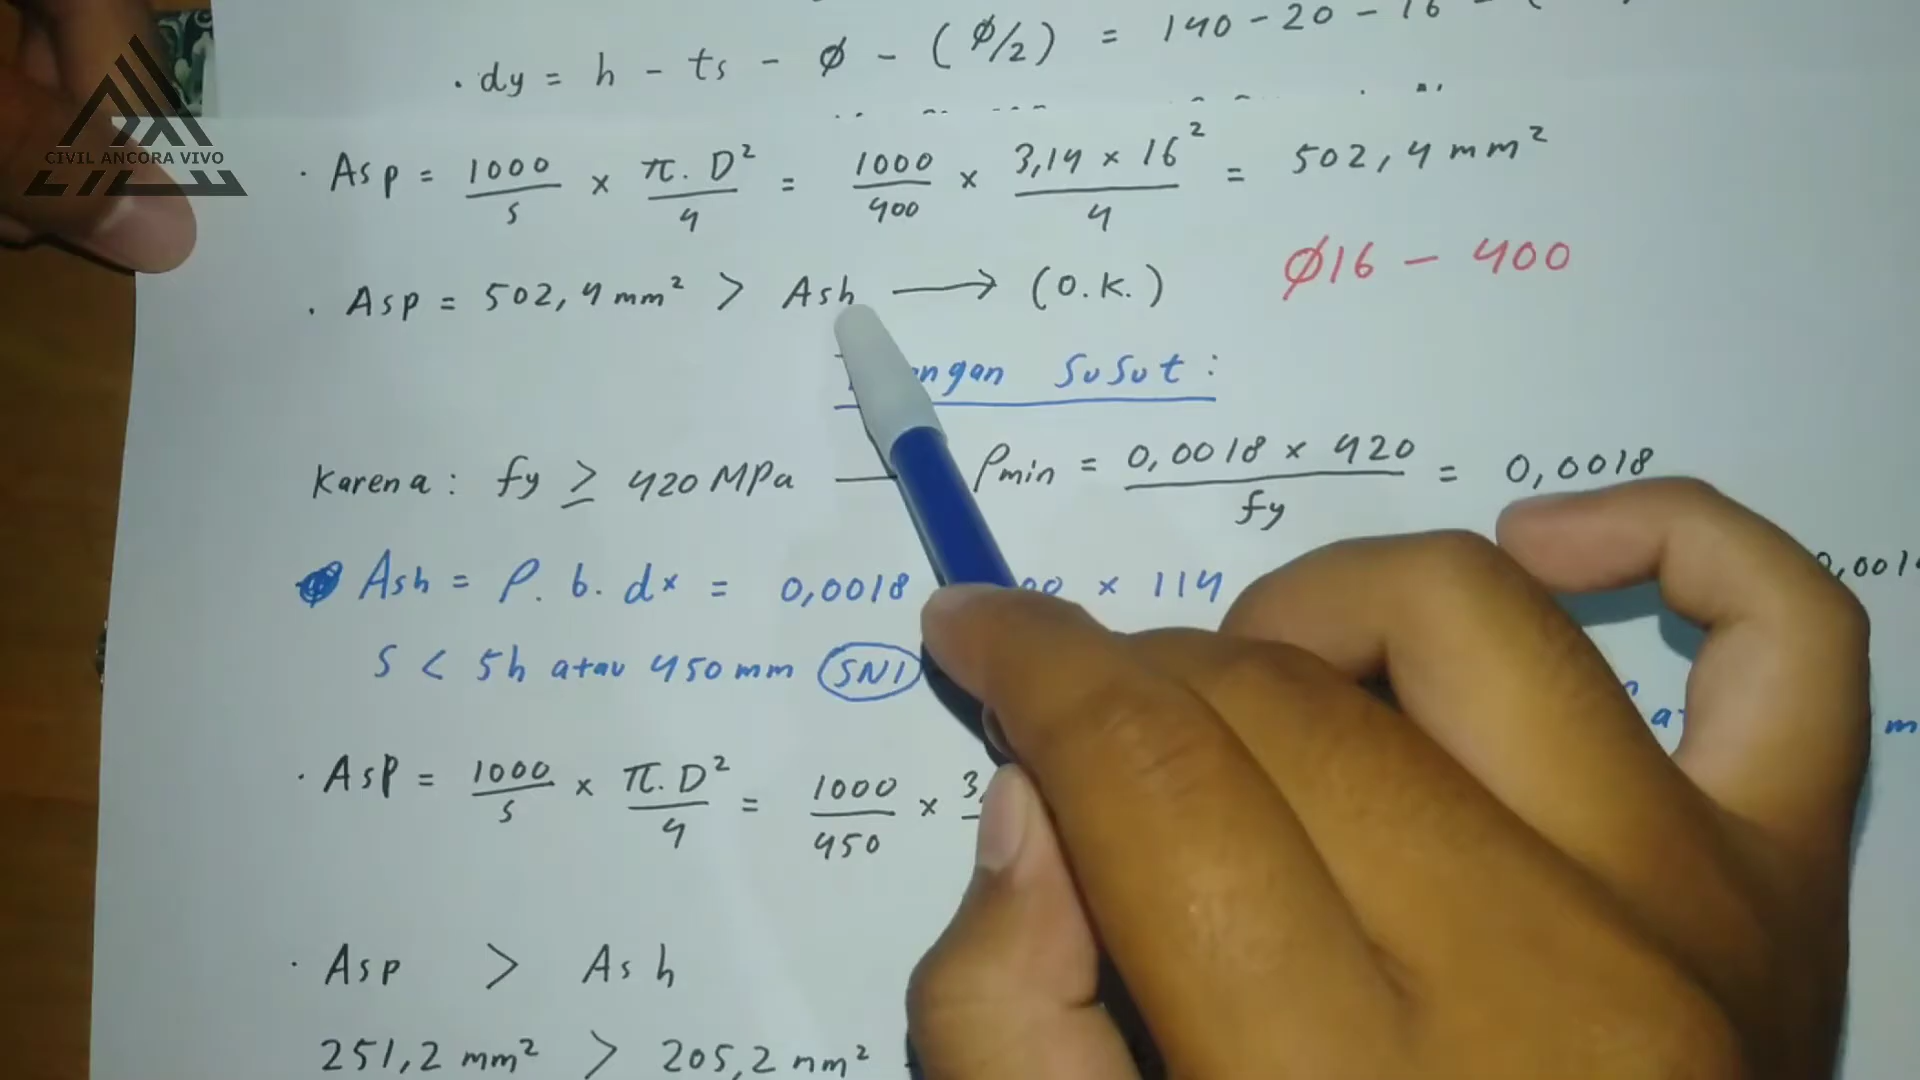 . dy = h - ts - ø - (ø/2) = 140 - 20 - 16 - (
CIVIL ANCORA VIVO
. Asp = 1000/s x π.D²/4 = 1000/400 x 3,14 x 16²/4 = 502,4 mm²
ø16 - 400
. Asp = 502,4 mm² > Ash → (O.K.)
Susut :
Karena : fy ≥ 420 MPa ρmin = 0,0018 x 420/fy = 0,0018
Ash = ρ. b. dx = 0,0018 x 114
S < 5h atau 450 mm SNI
. Asp = 1000/s x π.D²/4 = 1000/450 x 3,
. Asp > Ash
251,2 mm² > 205,2 mm²